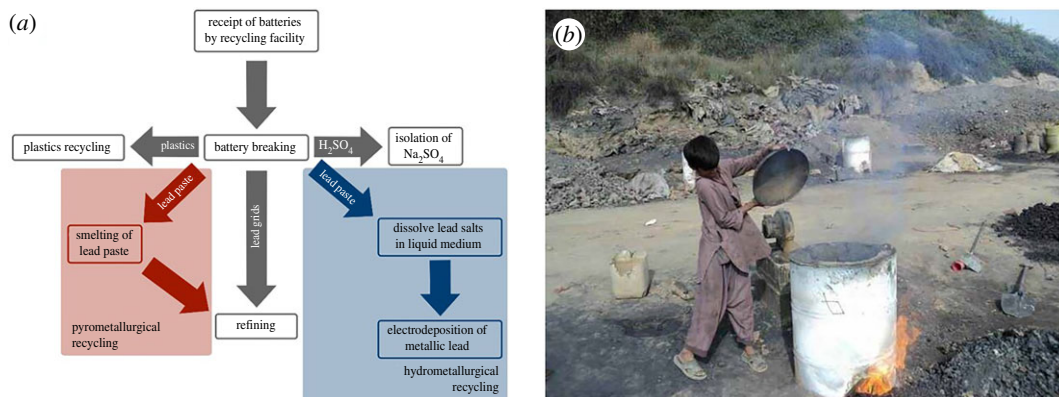 (a)
receipt of batteries
by recycling facility
plastics recycling
plastics
battery breaking
H₂SO₄
isolation of
Na₂SO₄
lead paste
lead grids
lead paste
smelting of
lead paste
dissolve lead salts
in liquid medium
refining
pyrometallurgical
recycling
electrodeposition of
metallic lead
hydrometallurgical
recycling
(b)